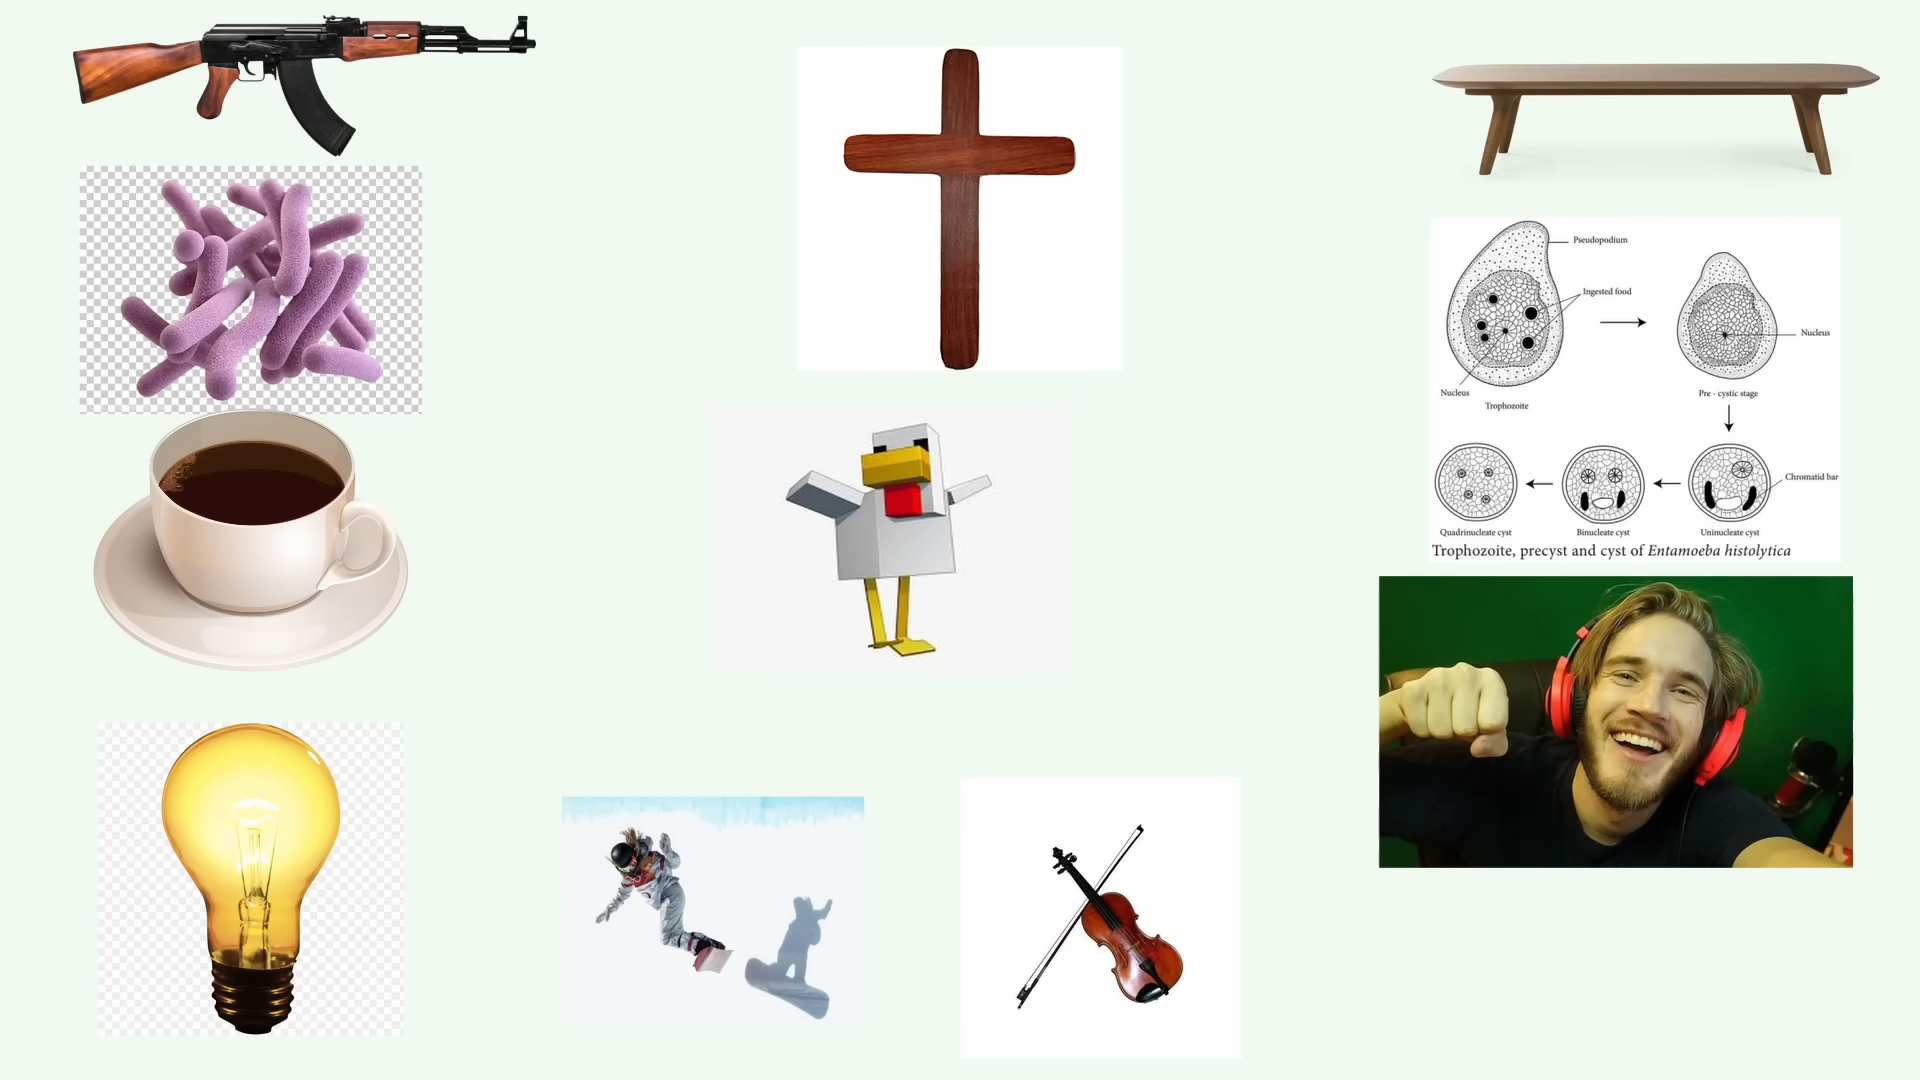 Pseudopodium
Ingested food
Nucleus
Nucleus
Trophozoite
Pre - cystic stage
Chromatid bar
Quadrinucleate cyst
Binucleate cyst
Uninucleate cyst
Trophozoite, precyst and cyst of Entamoeba histolytica